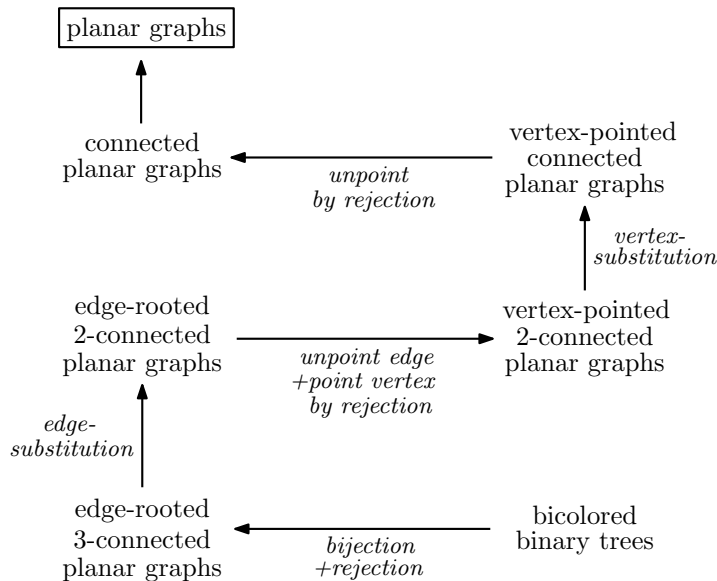 planar graphs
connected
planar graphs
unpoint
by rejection
vertex-pointed
connected
planar graphs
vertex-
substitution
edge-rooted
2-connected
planar graphs
unpoint edge
+point vertex
by rejection
vertex-pointed
2-connected
planar graphs
edge-
substitution
edge-rooted
3-connected
planar graphs
bijection
+rejection
bicolored
binary trees